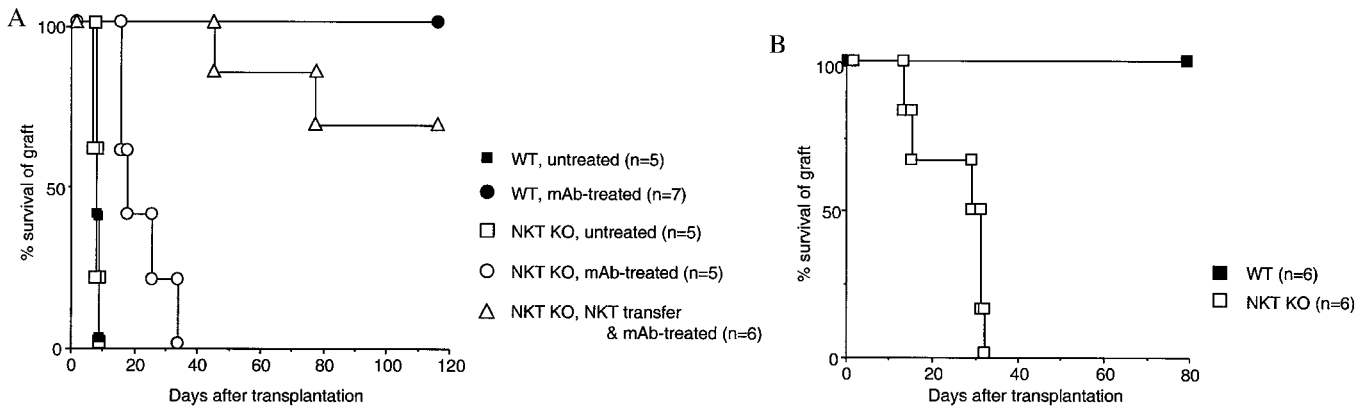 A
% survival of graft
100
50
0
0 20 40 60 80 100 120
Days after transplantation
WT, untreated (n=5)
WT, mAb-treated (n=7)
NKT KO, untreated (n=5)
NKT KO, mAb-treated (n=5)
NKT KO, NKT transfer
& mAb-treated (n=6)
B
% survival of graft
100
50
0
0 20 40 60 80
Days after transplantation
WT (n=6)
NKT KO (n=6)